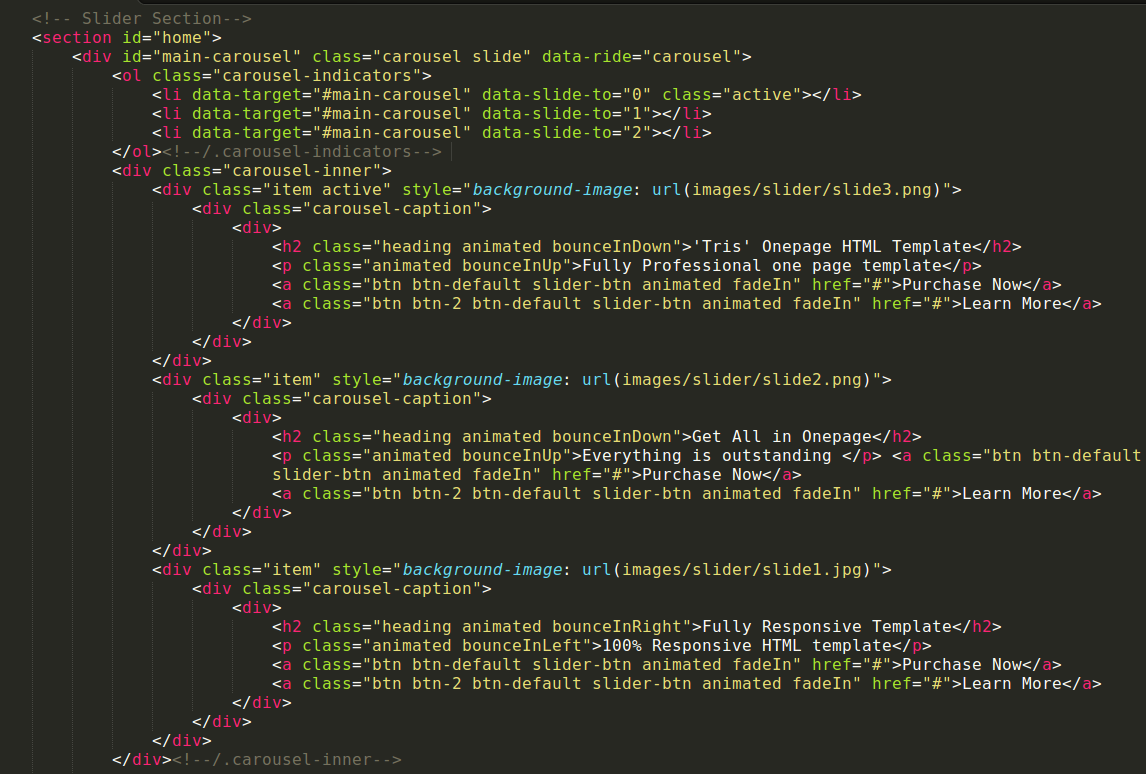 <!-- Slider Section-->
<section id="home">
    <div id="main-carousel" class="carousel slide" data-ride="carousel">
        <ol class="carousel-indicators">
            <li data-target="#main-carousel" data-slide-to="0" class="active"></li>
            <li data-target="#main-carousel" data-slide-to="1"></li>
            <li data-target="#main-carousel" data-slide-to="2"></li>
        </ol><!--/.carousel-indicators-->
        <div class="carousel-inner">
            <div class="item active" style="background-image: url(images/slider/slide3.png)">
                <div class="carousel-caption">
                    <div>
                        <h2 class="heading animated bounceInDown">'Tris' Onepage HTML Template</h2>
                        <p class="animated bounceInUp">Fully Professional one page template</p>
                        <a class="btn btn-default slider-btn animated fadeIn" href="#">Purchase Now</a>
                        <a class="btn btn-2 btn-default slider-btn animated fadeIn" href="#">Learn More</a>
                    </div>
                </div>
            </div>
            <div class="item" style="background-image: url(images/slider/slide2.png)">
                <div class="carousel-caption">
                    <div>
                        <h2 class="heading animated bounceInDown">Get All in Onepage</h2>
                        <p class="animated bounceInUp">Everything is outstanding </p> <a class="btn btn-default
                        slider-btn animated fadeIn" href="#">Purchase Now</a>
                        <a class="btn btn-2 btn-default slider-btn animated fadeIn" href="#">Learn More</a>
                    </div>
                </div>
            </div>
            <div class="item" style="background-image: url(images/slider/slide1.jpg)">
                <div class="carousel-caption">
                    <div>
                        <h2 class="heading animated bounceInRight">Fully Responsive Template</h2>
                        <p class="animated bounceInLeft">100% Responsive HTML template</p>
                        <a class="btn btn-default slider-btn animated fadeIn" href="#">Purchase Now</a>
                        <a class="btn btn-2 btn-default slider-btn animated fadeIn" href="#">Learn More</a>
                    </div>
                </div>
            </div>
        </div><!--/.carousel-inner-->